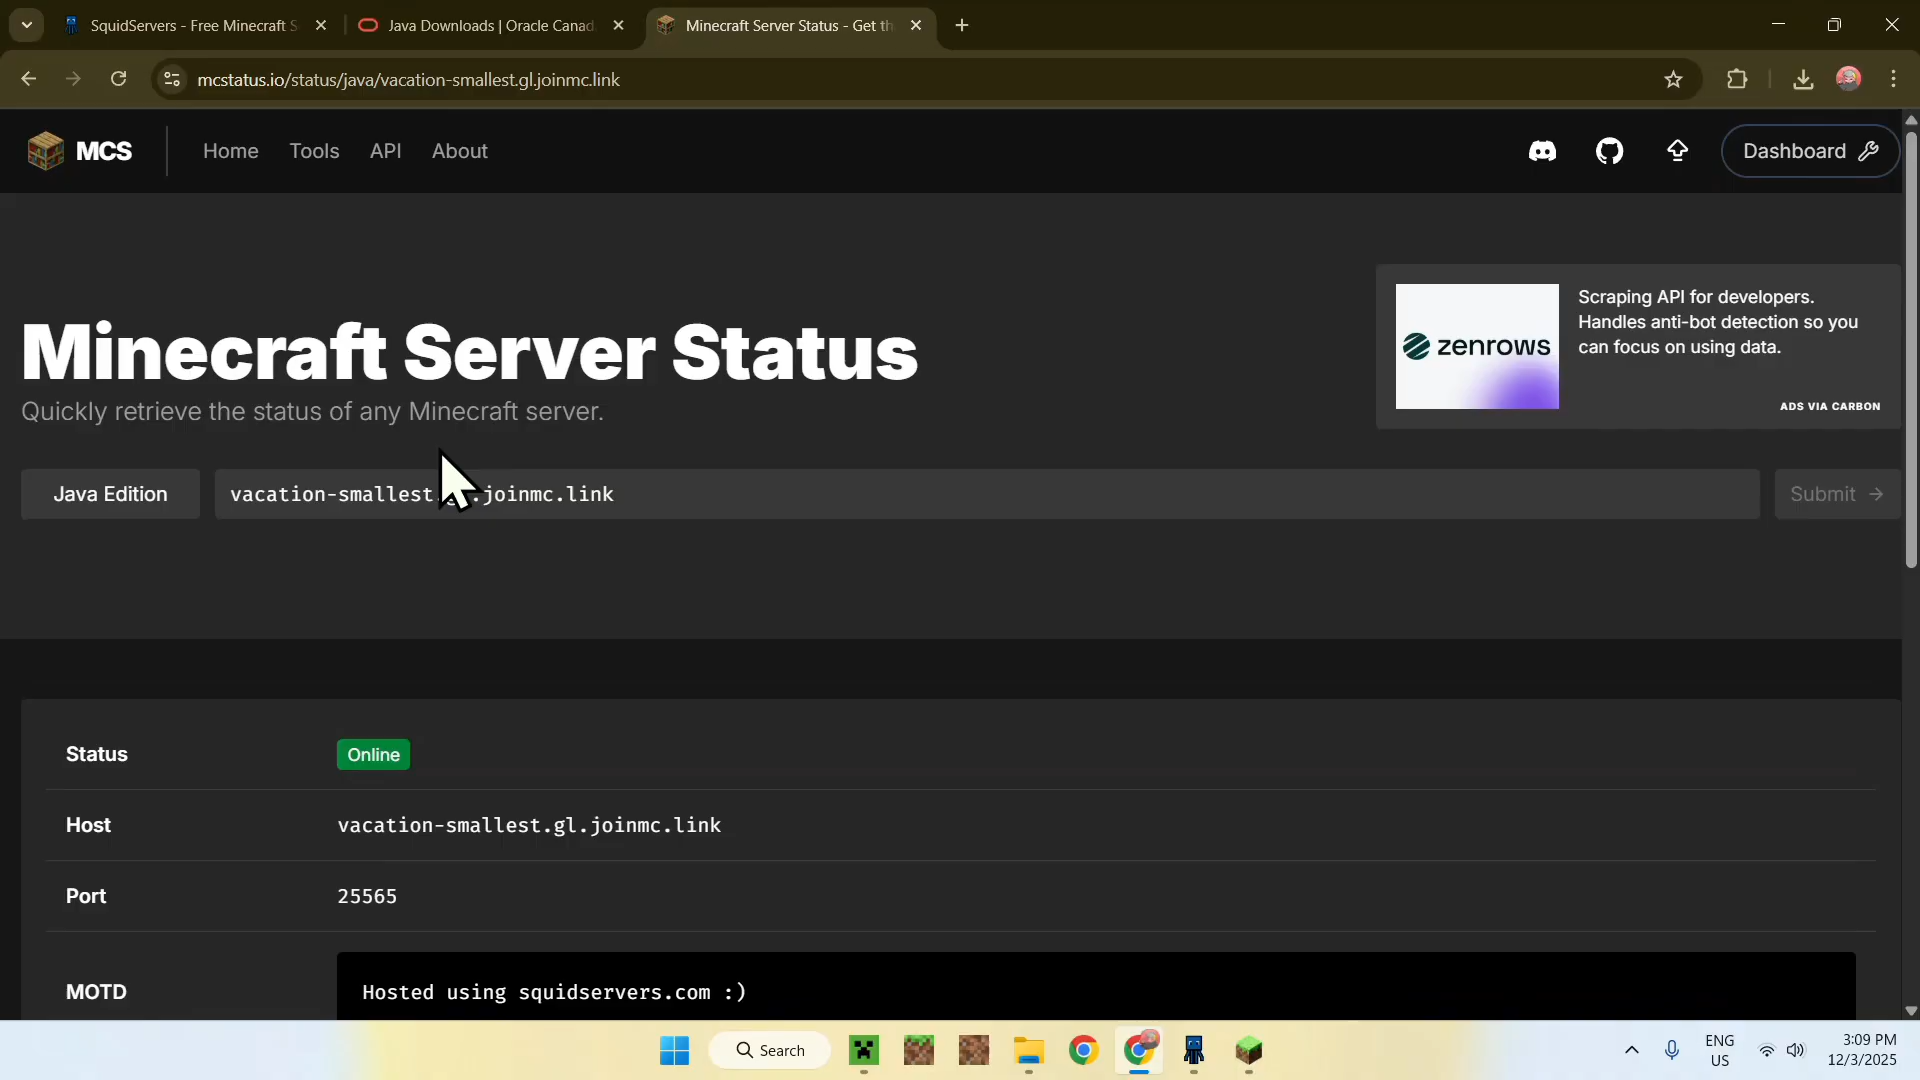 SquidServers - Free Minecraft S
Java Downloads | Oracle Canad
Minecraft Server Status - Get th
mcstatus.io/status/java/vacation-smallest.gl.joinmc.link
MCS
Home
Tools
API
About
Dashboard
Minecraft Server Status
Quickly retrieve the status of any Minecraft server.
zenrows
Scraping API for developers.
Handles anti-bot detection so you
can focus on using data.
ADS VIA CARBON
Java Edition
vacation-smallest.gl.joinmc.link
Submit →
Status
Online
Host
vacation-smallest.gl.joinmc.link
Port
25565
MOTD
Hosted using squidservers.com :)
Search
ENG
US
3:09 PM
12/3/2025